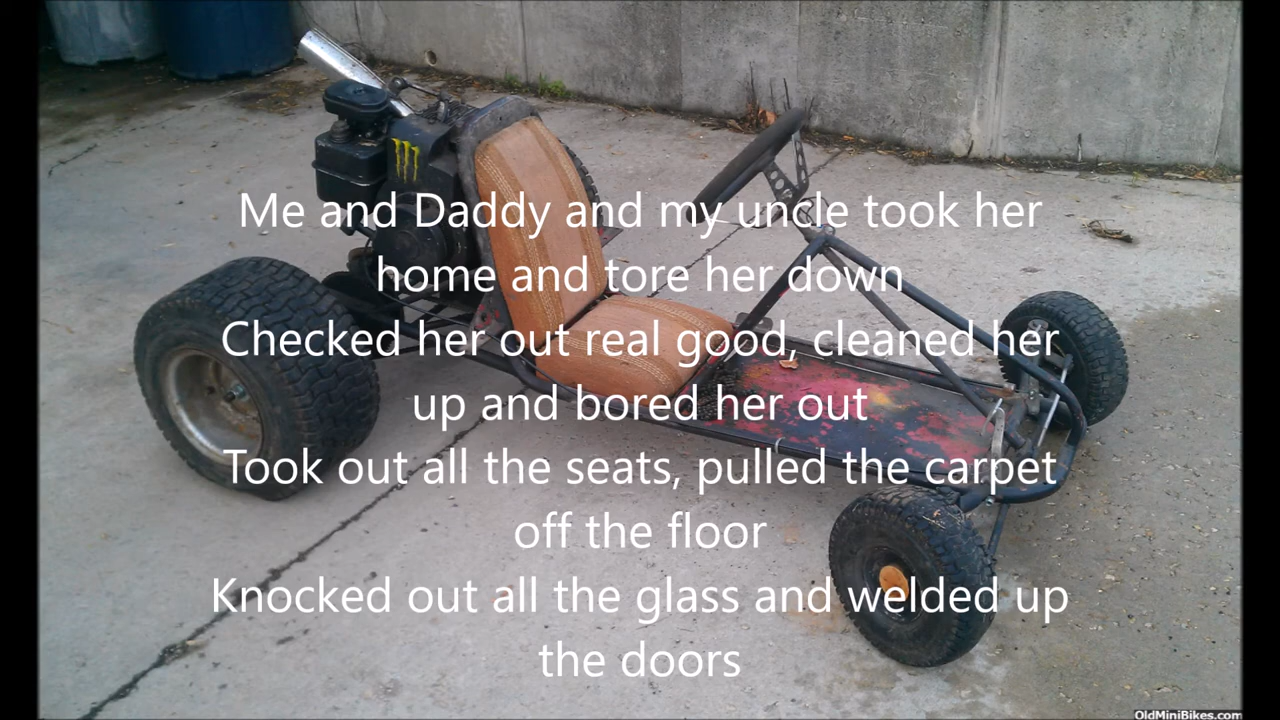 Me and Daddy and my uncle took her
home and tore her down
Checked her out real good, cleaned her
up and bored her out
Took out all the seats, pulled the carpet
off the floor
Knocked out all the glass and welded up
the doors
OldMiniBikes.com